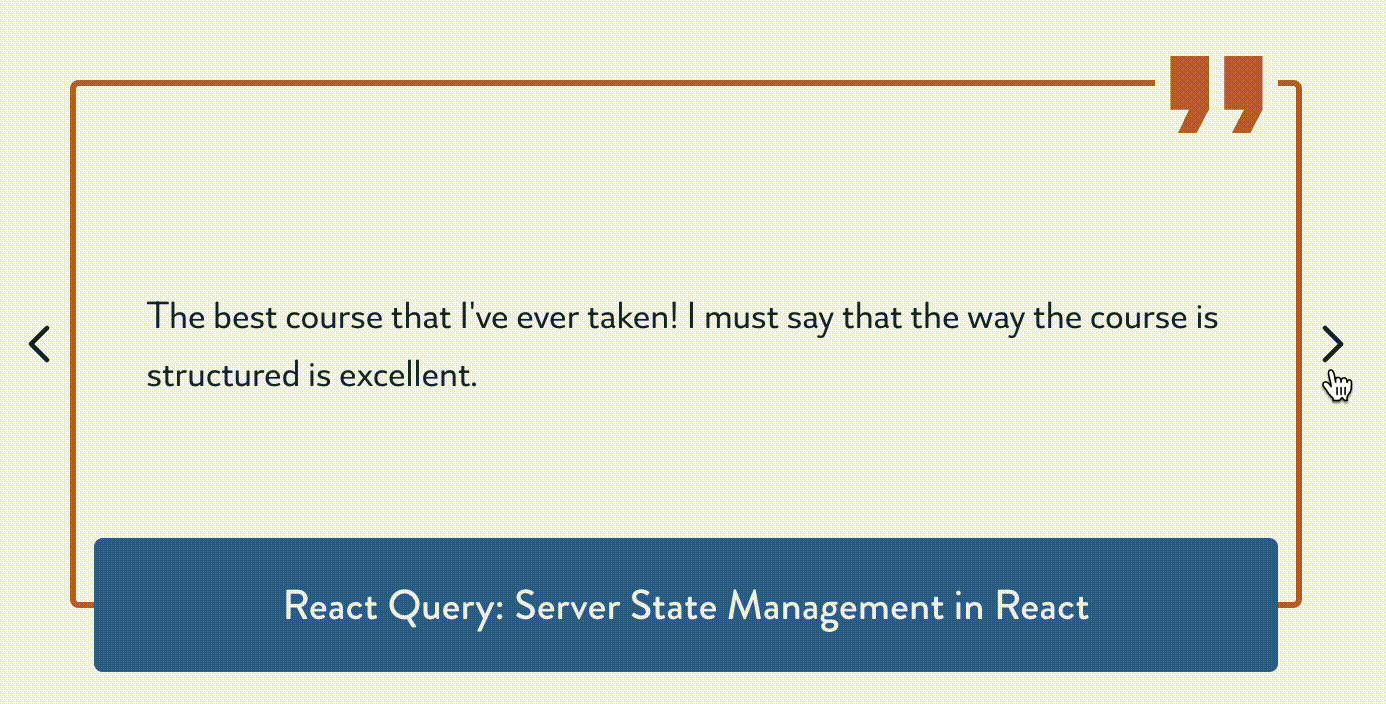 The best course that I've ever taken! I must say that the way the course is
structured is excellent.
React Query: Server State Management in React